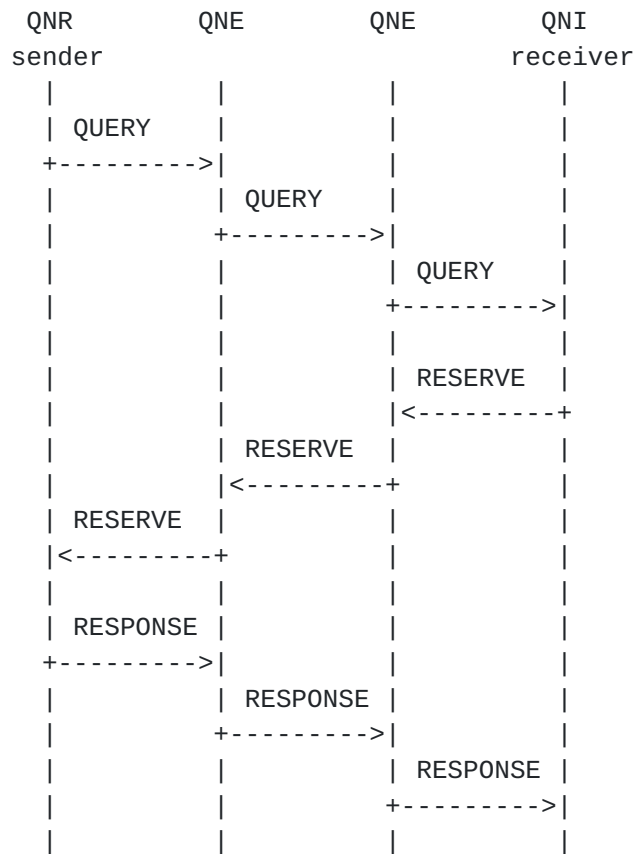 QNR QNE QNE QNI
sender receiver
QUERY
QUERY
QUERY
RESERVE
RESERVE
RESERVE
RESPONSE
RESPONSE
RESPONSE